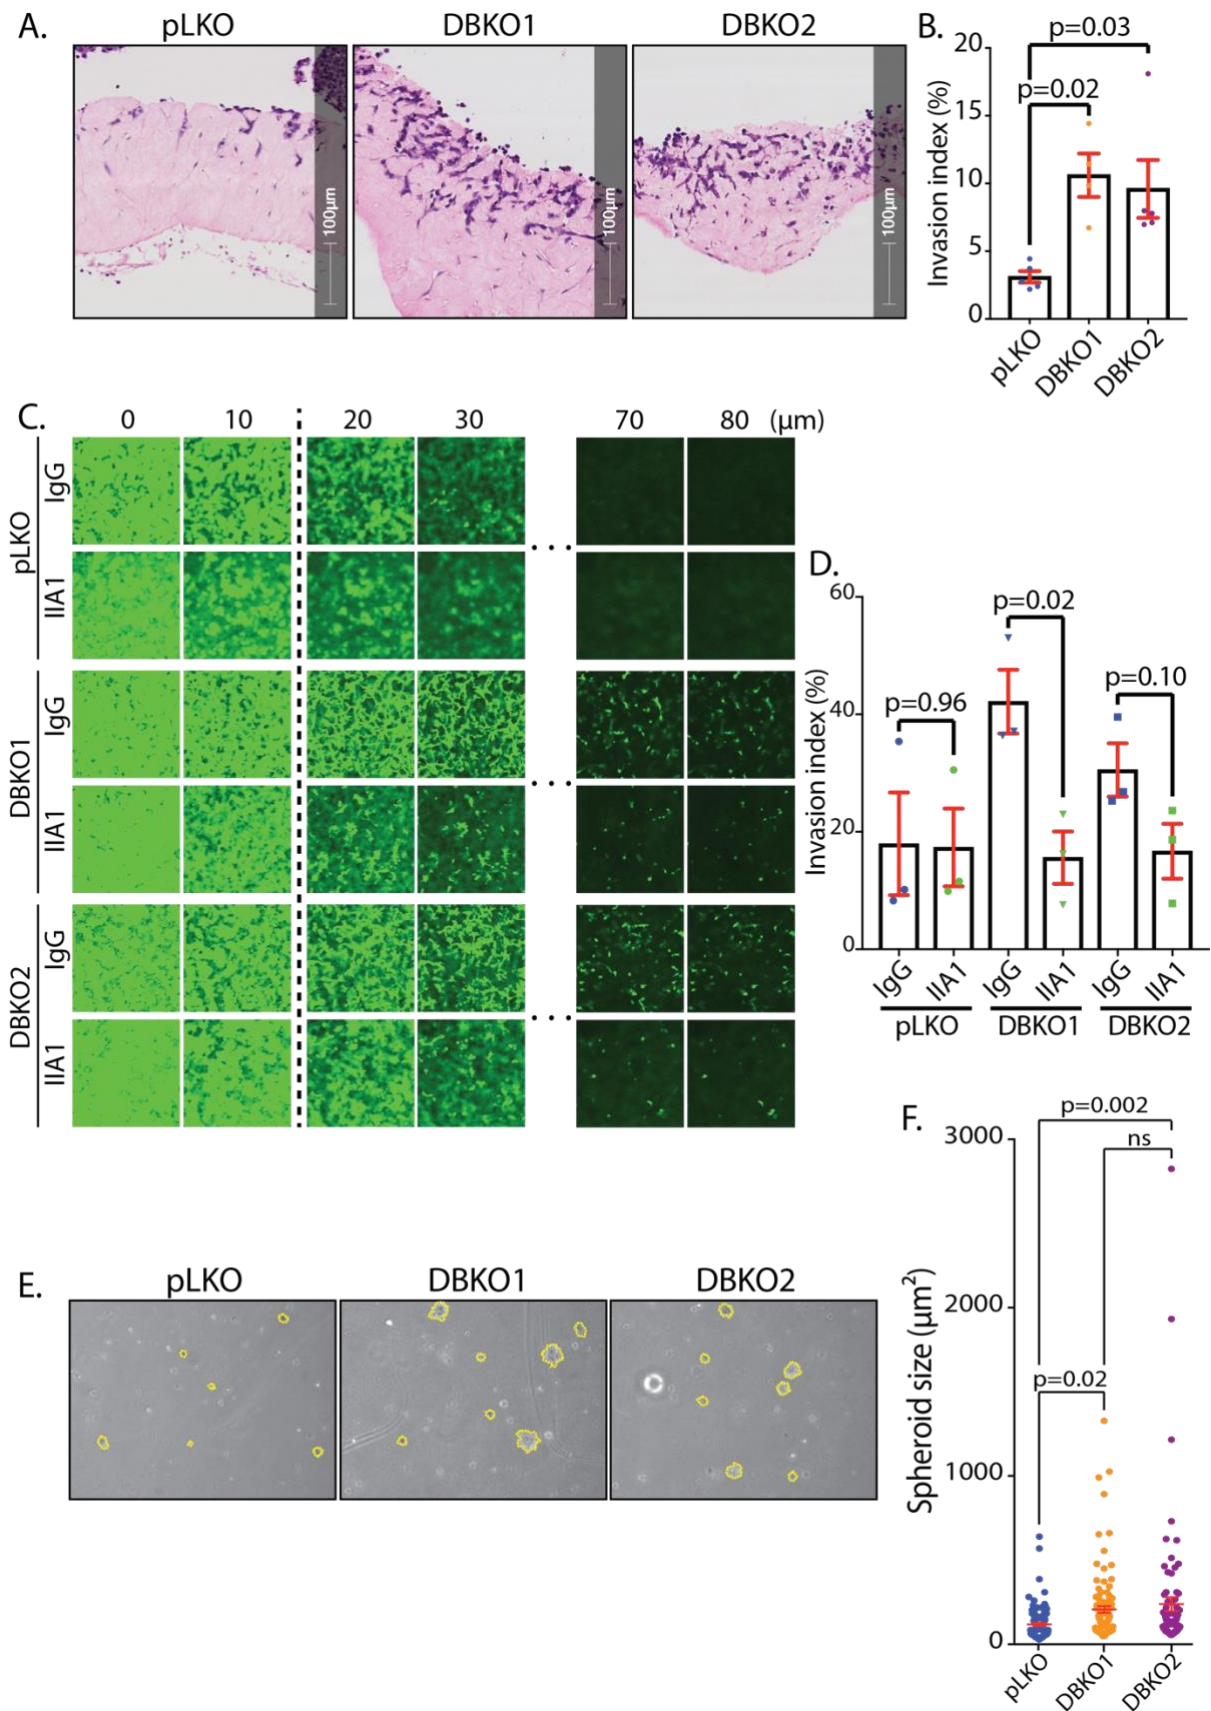 A.
pLKO
DBKO1
DBKO2
100µm
100µm
100µm
B.
Invasion index (%)
20
15
10
5
0
p=0.03
p=0.02
pLKO
DBKO1
DBKO2
C.
0 10 20 30 70 80 (µm)
pLKO
IgG
IIA1
DBKO1
IgG
IIA1
DBKO2
IgG
IIA1
D.
Invasion index (%)
60
40
20
0
p=0.96
p=0.02
p=0.10
IgG IIA1 IgG IIA1 IgG IIA1
pLKO DBKO1 DBKO2
E.
pLKO
DBKO1
DBKO2
F.
Spheroid size (µm²)
3000
2000
1000
0
p=0.002
ns
p=0.02
pLKO
DBKO1
DBKO2